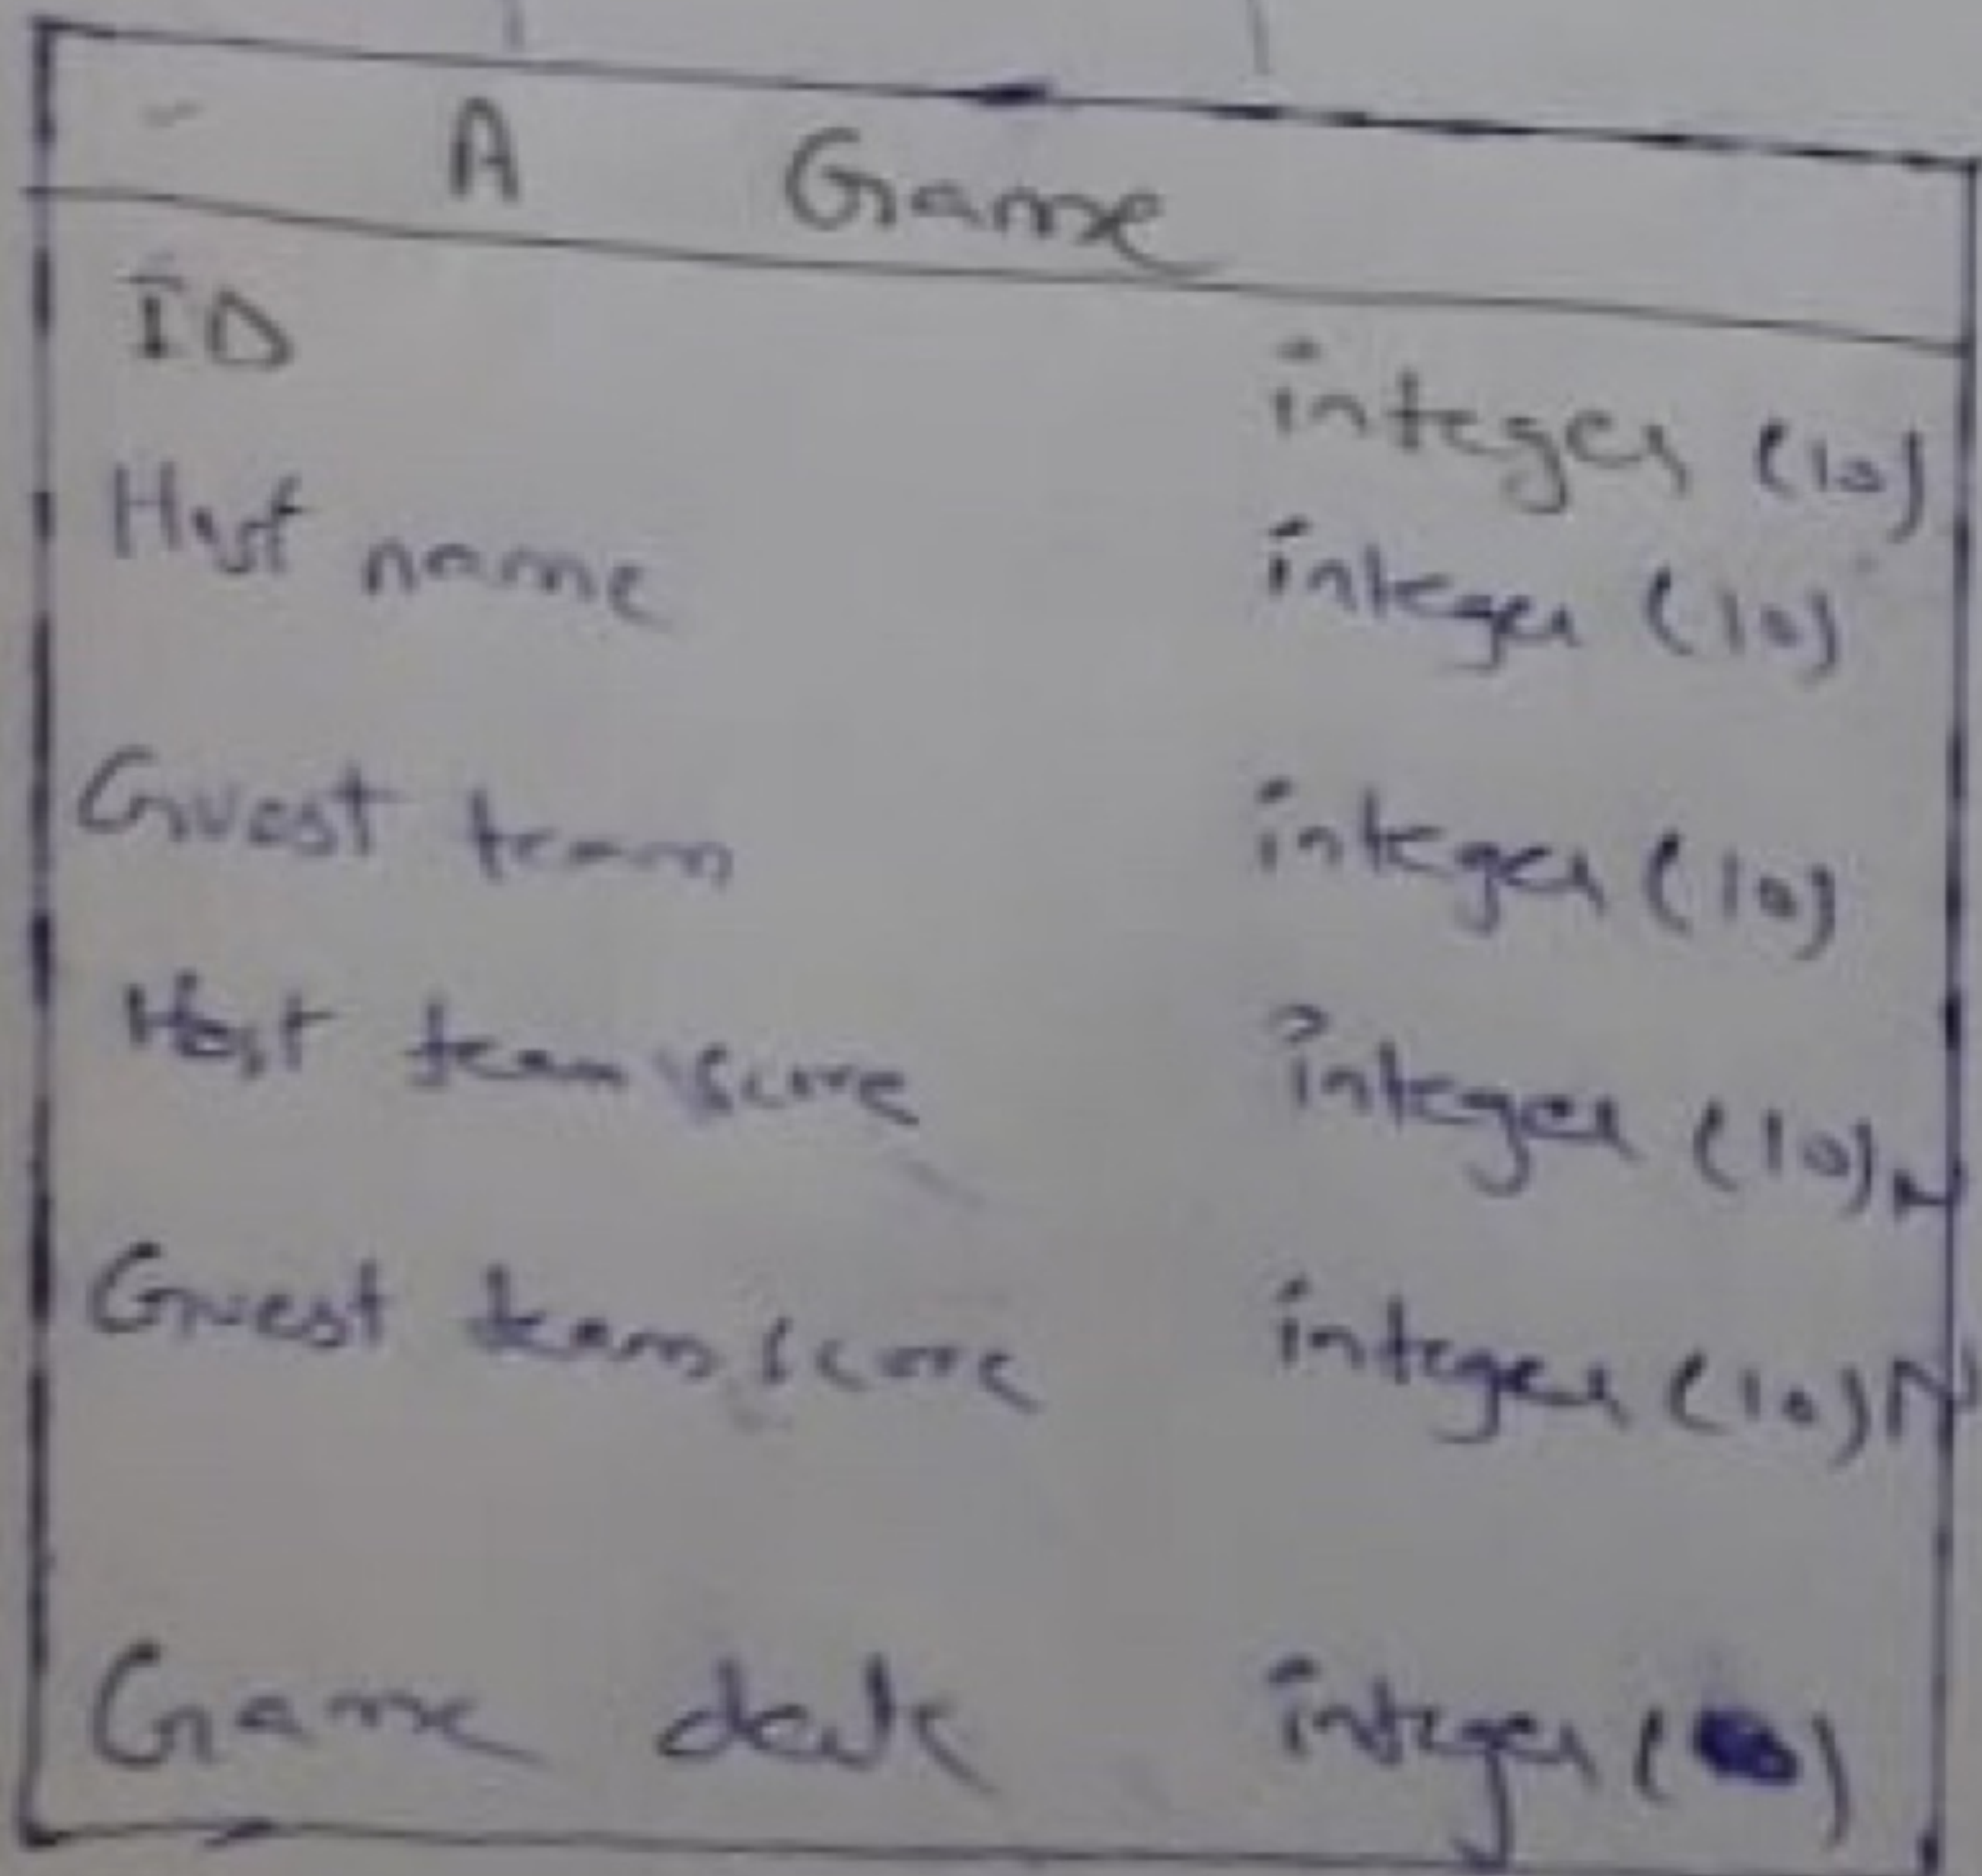 A Game
ID integer (10)
Host name integer (10)
Guest team integer (10)
Host team score integer (10) N
Guest team score integer (10) N
Game date integer ( )